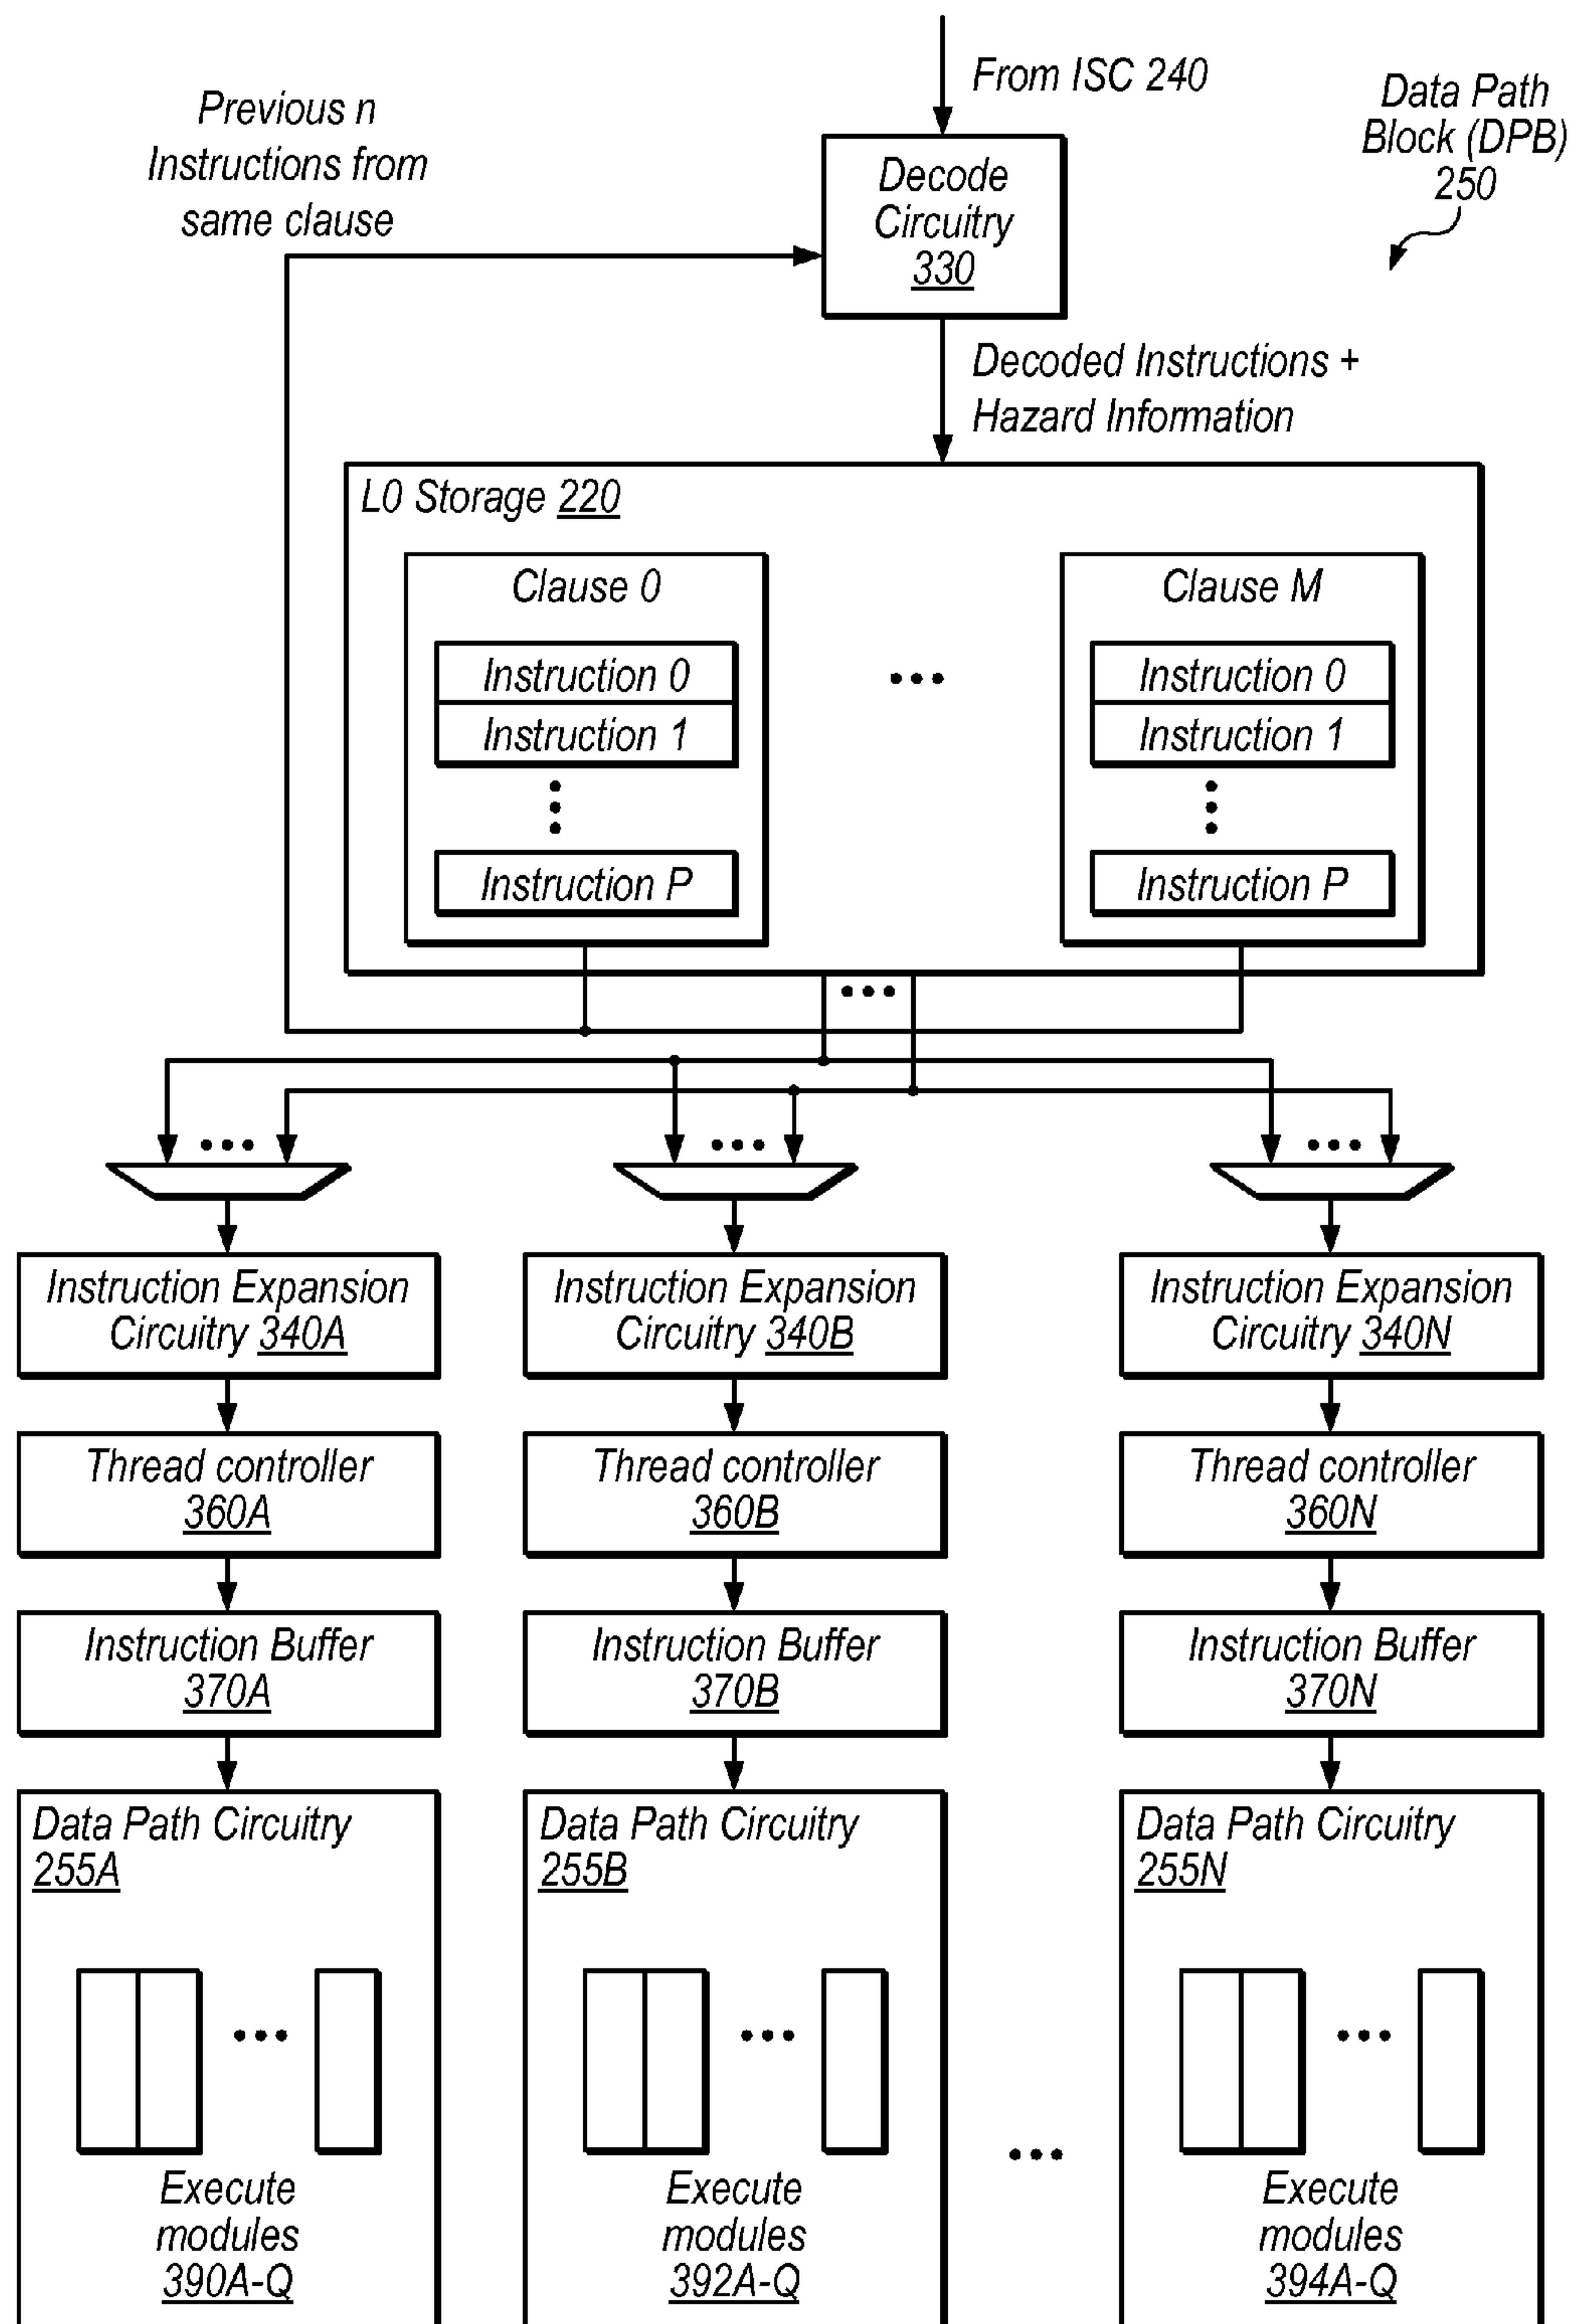 From ISC 240
Data Path
Block (DPB)
250
Previous n
Instructions from
same clause
Decode
Circuitry
330
Decoded Instructions +
Hazard Information
L0 Storage 220
Clause 0
Instruction 0
Instruction 1
Instruction P
Clause M
Instruction 0
Instruction 1
Instruction P
Instruction Expansion
Circuitry 340A
Instruction Expansion
Circuitry 340B
Instruction Expansion
Circuitry 340N
Thread controller
360A
Thread controller
360B
Thread controller
360N
Instruction Buffer
370A
Instruction Buffer
370B
Instruction Buffer
370N
Data Path Circuitry
255A
Data Path Circuitry
255B
Data Path Circuitry
255N
Execute
modules
390A-Q
Execute
modules
392A-Q
Execute
modules
394A-Q